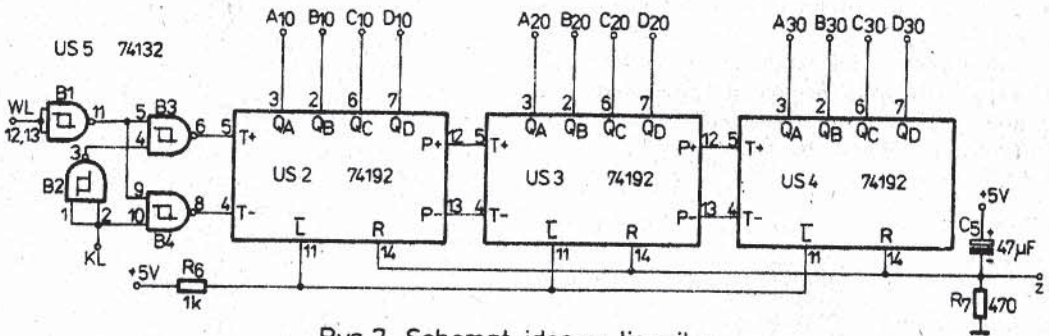 A10 B10 C10 D10 A20 B20 C20 D20 A30 B30 C30 D30
US 5 74132
B1 B3
WL 11 5 6 5 3 2 6 7 3 2 6 7 3 2 6 7
12,13 4 T+ QA QB QC QD P+ 12 5 T+ QA QB QC QD P+ 12 5 T+ QA QB QC QD
3
B2 US 2 74192 US 3 74192 US 4 74192
9 8 4 T- P- 13 4 T- P- 13 4 T-
1 2 10 B4 L R L R L R
11 14 11 14 11 14
KL
+5V R6 1k
+5V
C5 + 47μF
z
R7 470